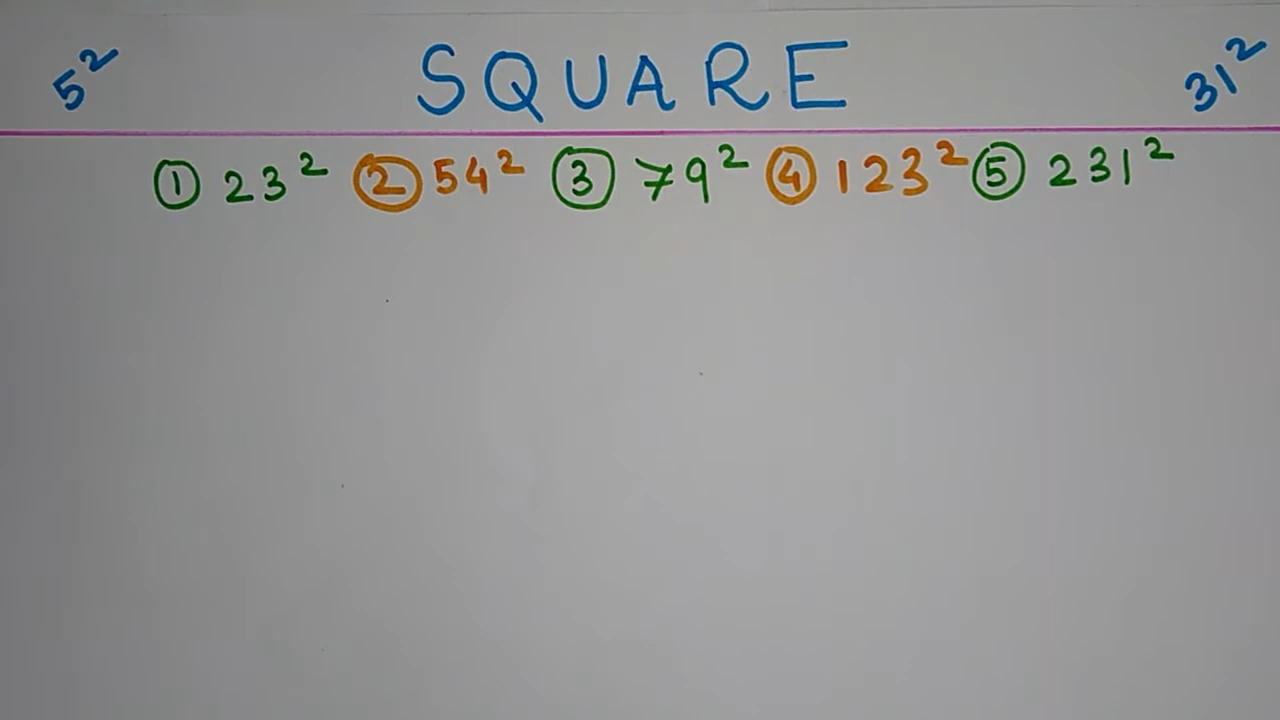 5² SQUARE 31²
① 23² ② 54² ③ 79² ④ 123² ⑤ 231²